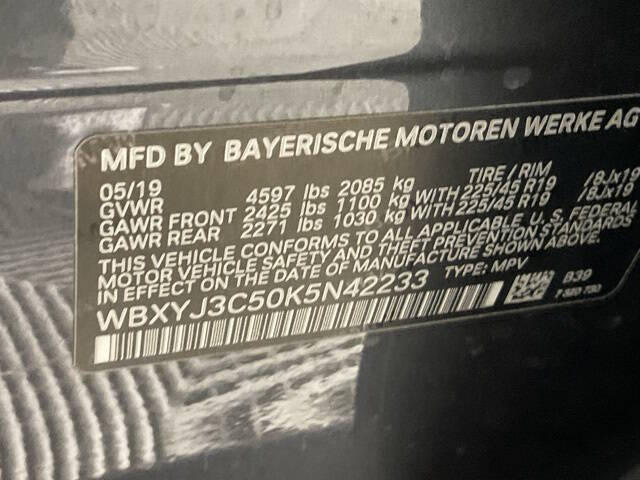 MFD BY BAYERISCHE MOTOREN WERKE AG
05/19 TIRE / RIM
GVWR 4597 lbs 2085 kg
GAWR FRONT 2425 lbs 1100 kg WITH 225/45 R19 /8Jx19
GAWR REAR 2271 lbs 1030 kg WITH 225/45 R19 /8Jx19
THIS VEHICLE CONFORMS TO ALL APPLICABLE U. S. FEDERAL
MOTOR VEHICLE SAFETY AND THEFT PREVENTION STANDARDS
IN EFFECT ON THE DATE OF MANUFACTURE SHOWN ABOVE.
WBXYJ3C50K5N42233 TYPE: MPV
B39